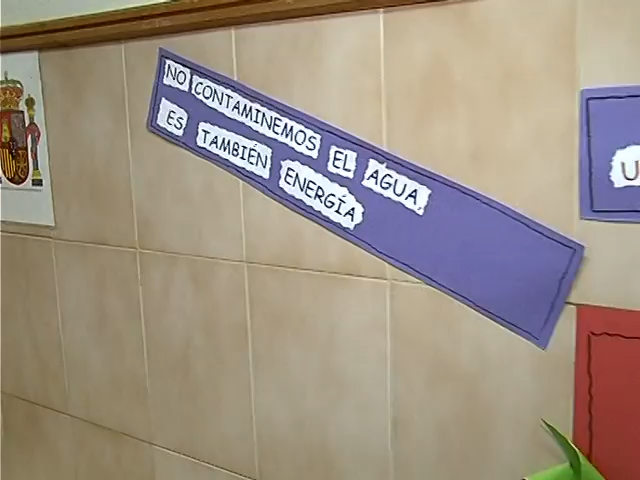 NO CONTAMINEMOS EL AGUA,
ES TAMBIÉN ENERGÍA
U